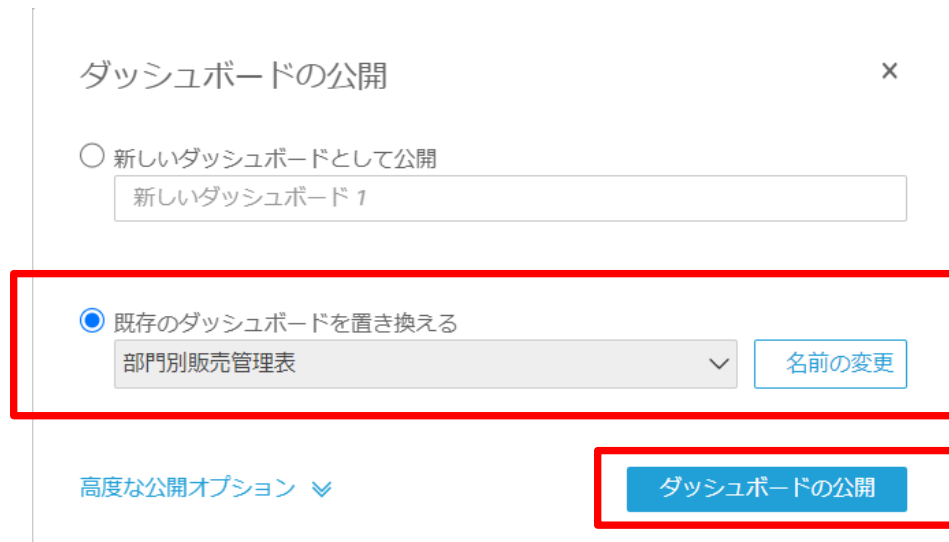 ダッシュボードの公開
新しいダッシュボードとして公開
新しいダッシュボード 1
既存のダッシュボードを置き換える
部門別販売管理表
名前の変更
高度な公開オプション
ダッシュボードの公開